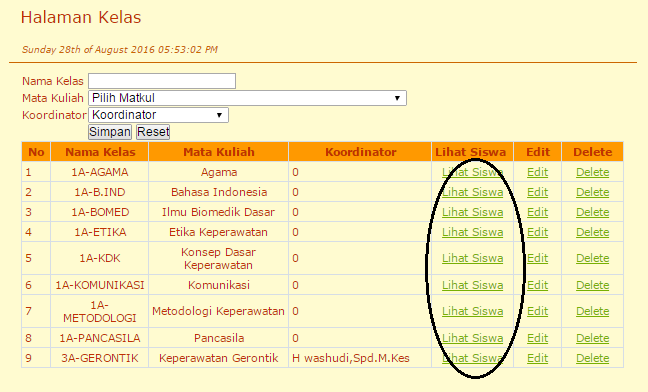 Halaman Kelas
Sunday 28th of August 2016 05:53:02 PM
Nama Kelas
Mata Kuliah Pilih Matkul
Koordinator Koordinator
Simpan Reset
No Nama Kelas Mata Kuliah Koordinator Lihat Siswa Edit Delete
1 1A-AGAMA Agama 0 Lihat Siswa Edit Delete
2 1A-B.IND Bahasa Indonesia 0 Lihat Siswa Edit Delete
3 1A-BOMED Ilmu Biomedik Dasar 0 Lihat Siswa Edit Delete
4 1A-ETIKA Etika Keperawatan 0 Lihat Siswa Edit Delete
5 1A-KDK Konsep Dasar
Keperawatan 0 Lihat Siswa Edit Delete
6 1A-KOMUNIKASI Komunikasi 0 Lihat Siswa Edit Delete
7 1A-
METODOLOGI Metodologi Keperawatan 0 Lihat Siswa Edit Delete
8 1A-PANCASILA Pancasila 0 Lihat Siswa Edit Delete
9 3A-GERONTIK Keperawatan Gerontik H washudi,Spd.M.Kes Lihat Siswa Edit Delete